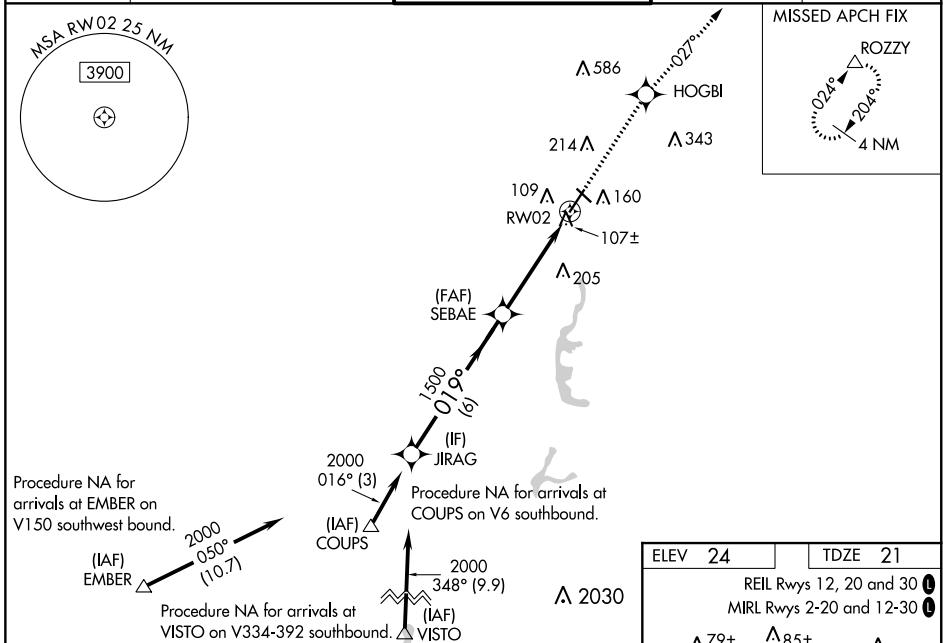 MSA RW02 25 NM
3900
MISSED APCH FIX
ROZZY
024°
204°
4 NM
027°
586
HOGBI
214
343
109
160
RW02
107±
205
(FAF)
SEBAE
1500
019°
(6)
(IF)
JIRAG
2000
016° (3)
Procedure NA for
arrivals at EMBER on
V150 southwest bound.
Procedure NA for arrivals at
COUPS on V6 southbound.
(IAF)
COUPS
2000
050°
(10.7)
(IAF)
EMBER
2000
348° (9.9)
2030
Procedure NA for arrivals at
VISTO on V334-392 southbound.
(IAF)
VISTO
ELEV 24
TDZE 21
REIL Rwys 12, 20 and 30 L
MIRL Rwys 2-20 and 12-30 L
79±
85±